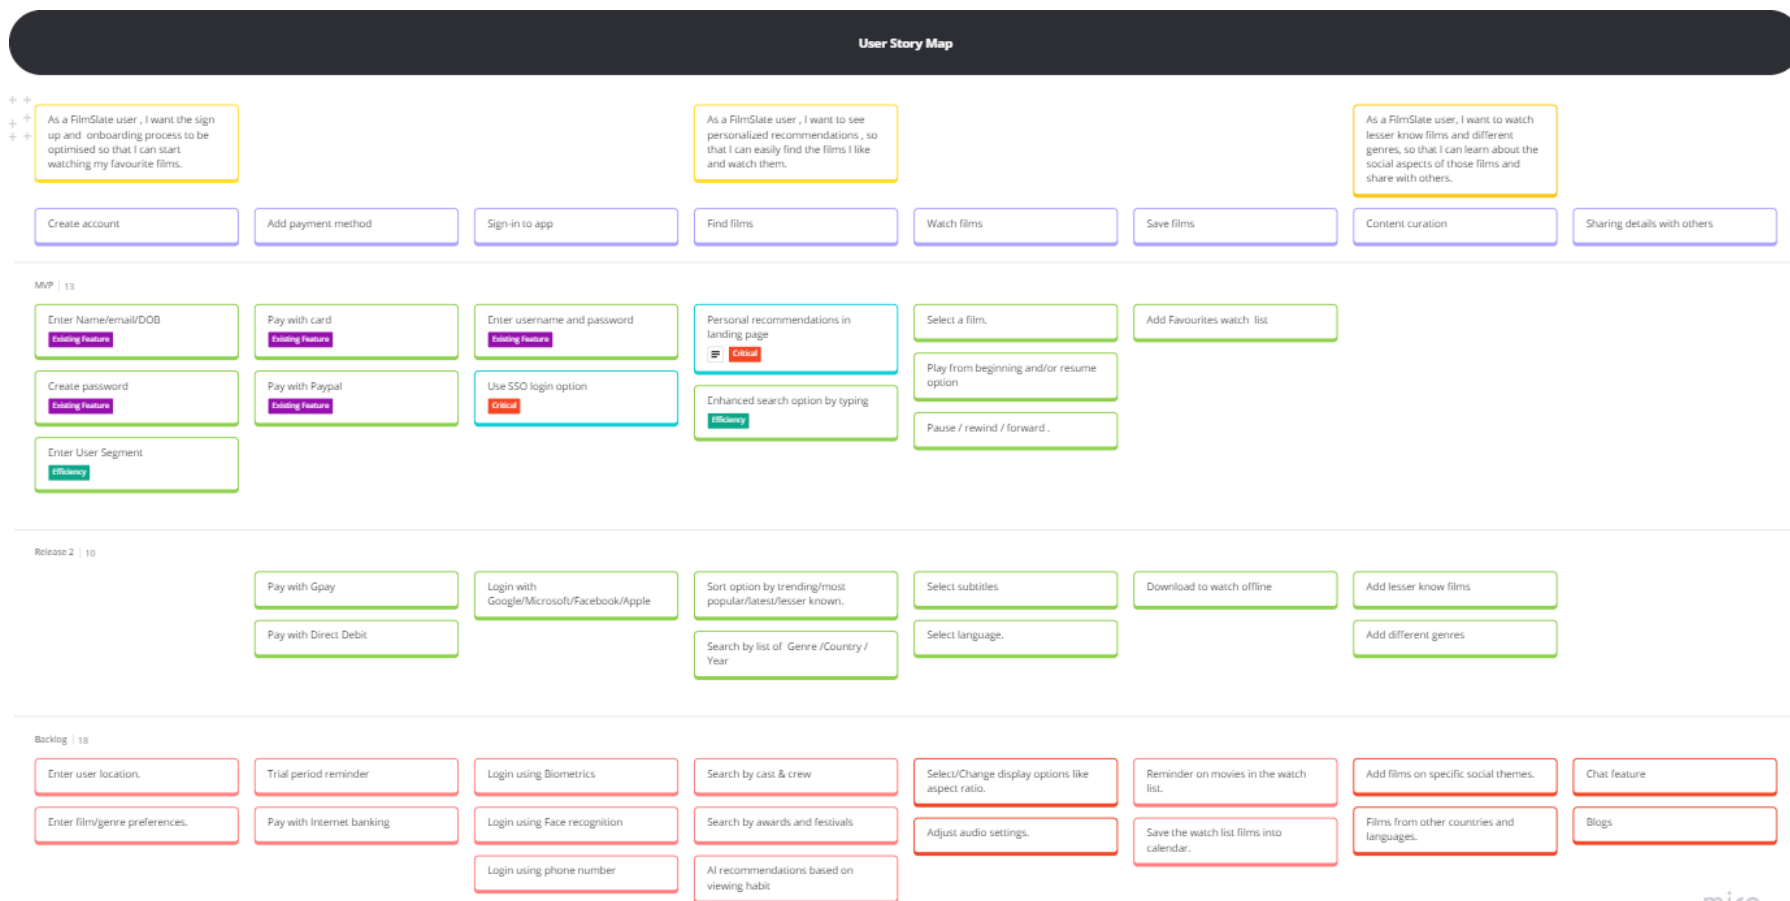 User Story Map
As a FilmSlate user , I want the sign
up and onboarding process to be
optimised so that I can start
watching my favourite films.
As a FilmSlate user , I want to see
personalized recommendations , so
that I can easily find the films I like
and watch them.
As a FilmSlate user, I want to watch
lesser know films and different
genres, so that I can learn about the
social aspects of those films and
share with others.
Create account
Add payment method
Sign-in to app
Find films
Watch films
Save films
Content curation
Sharing details with others
MVP | 13
Enter Name/email/DOB
Existing Feature
Create password
Existing Feature
Enter User Segment
Efficiency
Pay with card
Existing Feature
Pay with Paypal
Existing Feature
Enter username and password
Existing Feature
Use SSO login option
Critical
Personal recommendations in
landing page
Critical
Enhanced search option by typing
Efficiency
Select a film.
Play from beginning and/or resume
option
Pause / rewind / forward .
Add Favourites watch list
Release 2 | 10
Pay with Gpay
Pay with Direct Debit
Login with
Google/Microsoft/Facebook/Apple
Sort option by trending/most
popular/latest/lesser known.
Search by list of Genre /Country /
Year
Select subtitles
Select language.
Download to watch offline
Add lesser know films
Add different genres
Backlog | 18
Enter user location.
Enter film/genre preferences.
Trial period reminder
Pay with Internet banking
Login using Biometrics
Login using Face recognition
Login using phone number
Search by cast & crew
Search by awards and festivals
AI recommendations based on
viewing habit
Select/Change display options like
aspect ratio.
Adjust audio settings.
Reminder on movies in the watch
list.
Save the watch list films into
calendar.
Add films on specific social themes.
Films from other countries and
languages.
Chat feature
Blogs
miro